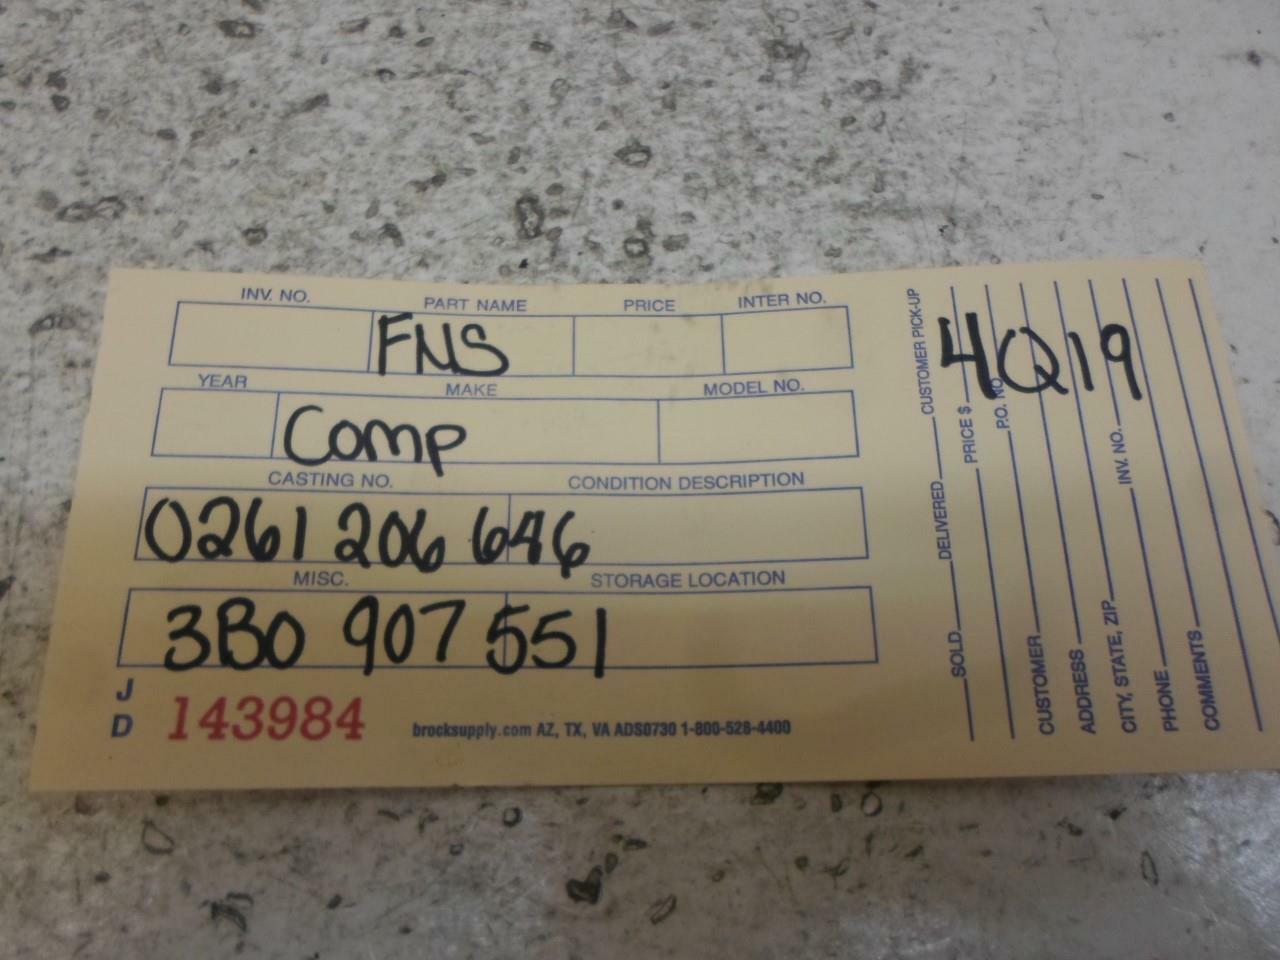 INV. NO. PART NAME PRICE INTER NO.
FNS
YEAR MAKE MODEL NO.
Comp
CASTING NO. CONDITION DESCRIPTION
0261 206 646
MISC. STORAGE LOCATION
3B0 907 551
J D 143984
brocksupply.com AZ, TX, VA ADS0730 1-800-528-4400
4Q19
SOLD DELIVERED CUSTOMER PICK-UP
PRICE $
P.O. NO.
CUSTOMER
ADDRESS
CITY, STATE, ZIP INV. NO.
PHONE
COMMENTS